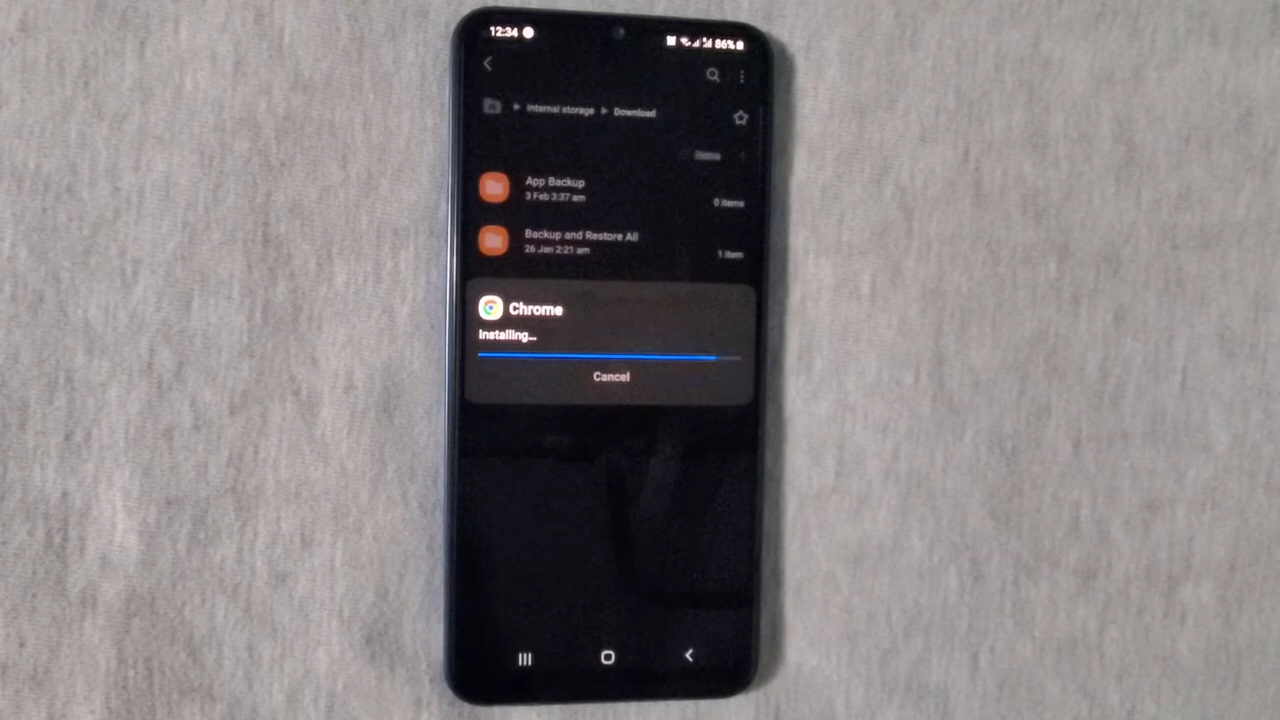 12:34
86%
Internal storage Download
Name
App Backup
3 Feb 3:37 am
0 items
Backup and Restore All
26 Jan 2:21 am
1 item
Chrome
Installing...
Cancel